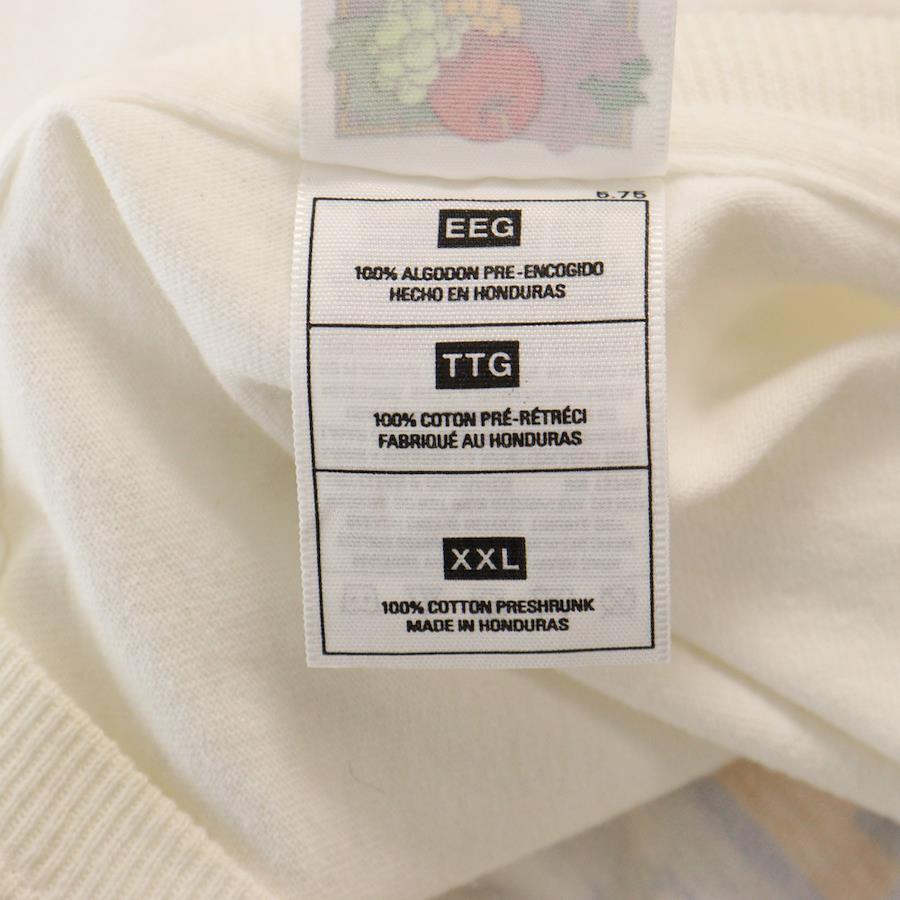 5.75
EEG
100% ALGODON PRE-ENCOGIDO
HECHO EN HONDURAS
TTG
100% COTON PRÉ-RÉTRÉCI
FABRIQUÉ AU HONDURAS
XXL
100% COTTON PRESHRUNK
MADE IN HONDURAS